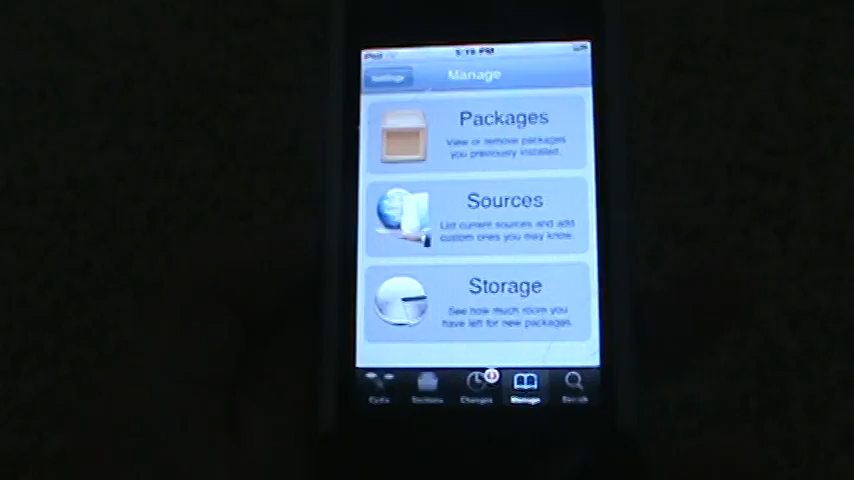 iPod 5:19 PM
Settings Manage
Packages
View or remove packages
you previously installed.
Sources
List current sources and add
custom ones you may know.
Storage
See how much room you
have left for new packages.
Cydia Sections Changes Manage Search